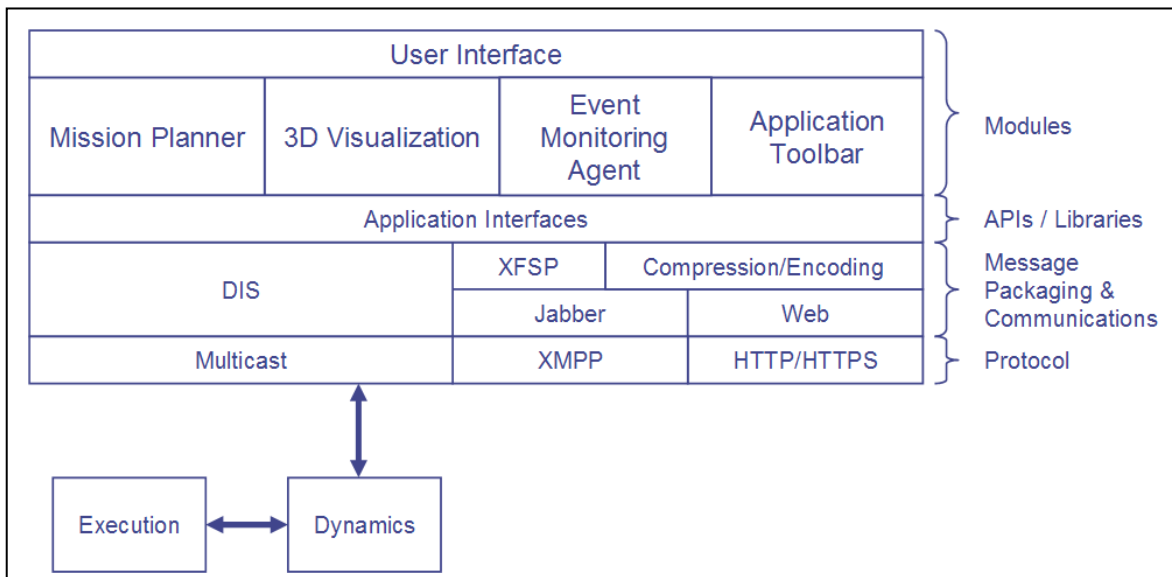 User Interface
Mission Planner
3D Visualization
Event
Monitoring
Agent
Application
Toolbar
Modules
Application Interfaces
APIs / Libraries
DIS
XFSP
Compression/Encoding
Jabber
Web
Message
Packaging &
Communications
Multicast
XMPP
HTTP/HTTPS
Protocol
Execution
Dynamics